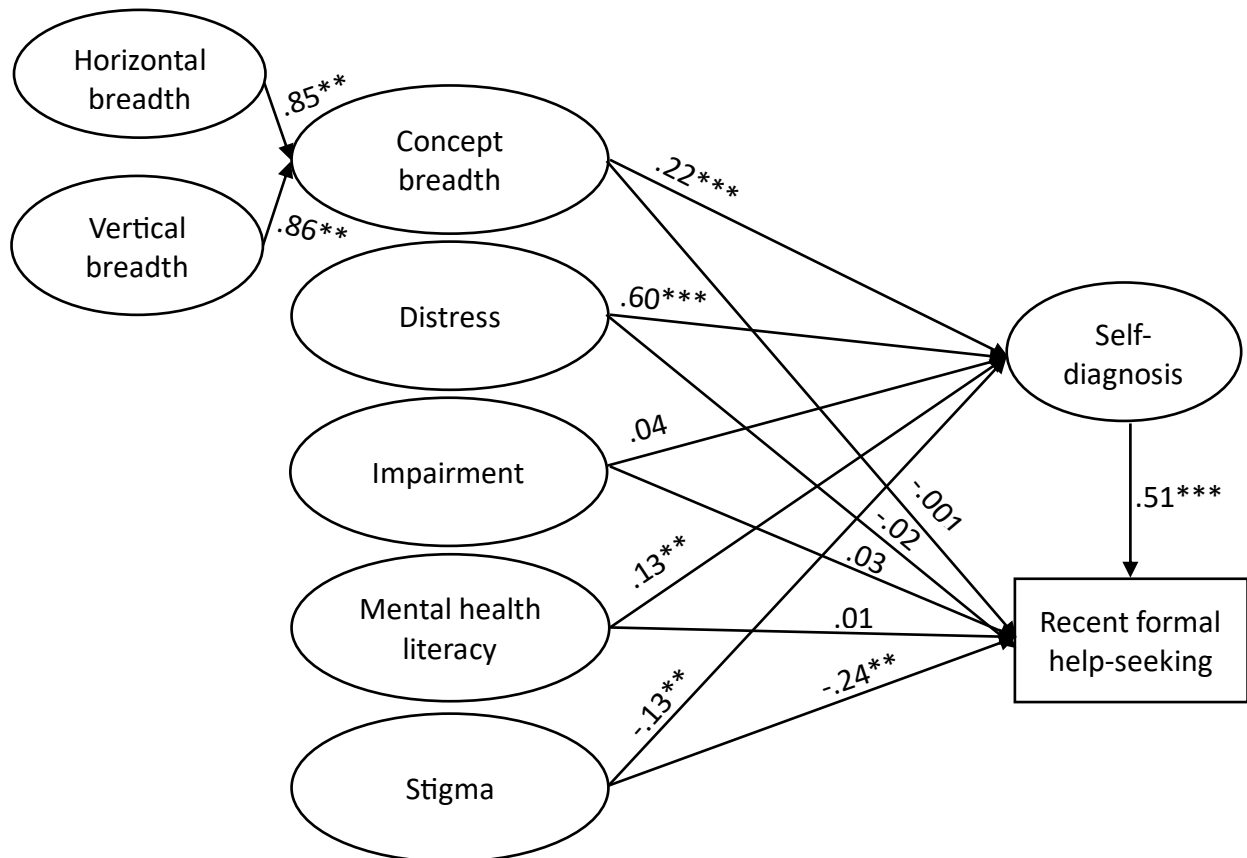 Horizontal
breadth
.85**
Concept
breadth
.22***
Vertical
breadth
.86**
Distress
.60***
Self-
diagnosis
Impairment
.04
-.001
-.02
.03
.51***
Mental health
literacy
.13**
.01
Recent formal
help-seeking
Stigma
-.13**
-.24**